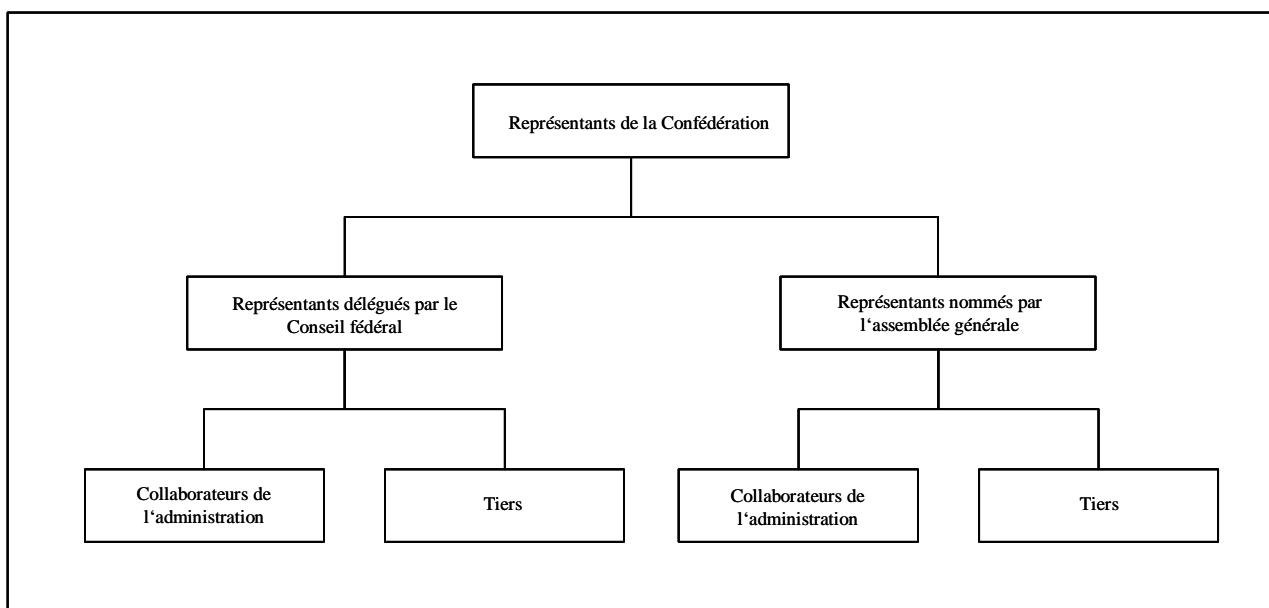 Représentants de la Confédération
Représentants délégués par le
Conseil fédéral
Représentants nommés par
l‘assemblée générale
Collaborateurs de
l‘administration
Tiers
Collaborateurs de
l‘administration
Tiers